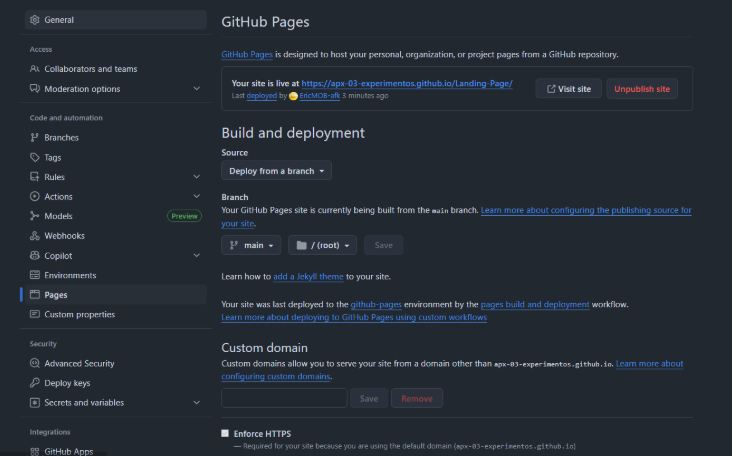 General
Access
Collaborators and teams
Moderation options
Code and automation
Branches
Tags
Rules
Actions
Models Preview
Webhooks
Copilot
Environments
Pages
Custom properties
Security
Advanced Security
Deploy keys
Secrets and variables
Integrations
GitHub Apps
GitHub Pages
GitHub Pages is designed to host your personal, organization, or project pages from a GitHub repository.
Your site is live at https://apx-03-experimentos.github.io/Landing-Page/
Last deployed by EncMOB-afk 3 minutes ago
Visit site
Unpublish site
Build and deployment
Source
Deploy from a branch
Branch
Your GitHub Pages site is currently being built from the main branch. Learn more about configuring the publishing source for
your site.
main / (root) Save
Learn how to add a Jekyll theme to your site.
Your site was last deployed to the github-pages environment by the pages build and deployment workflow.
Learn more about deploying to GitHub Pages using custom workflows
Custom domain
Custom domains allow you to serve your site from a domain other than apx-03-experimentos.github.io. Learn more about
configuring custom domains.
Save Remove
Enforce HTTPS
— Required for your site because you are using the default domain (apx-03-experimentos.github.io)